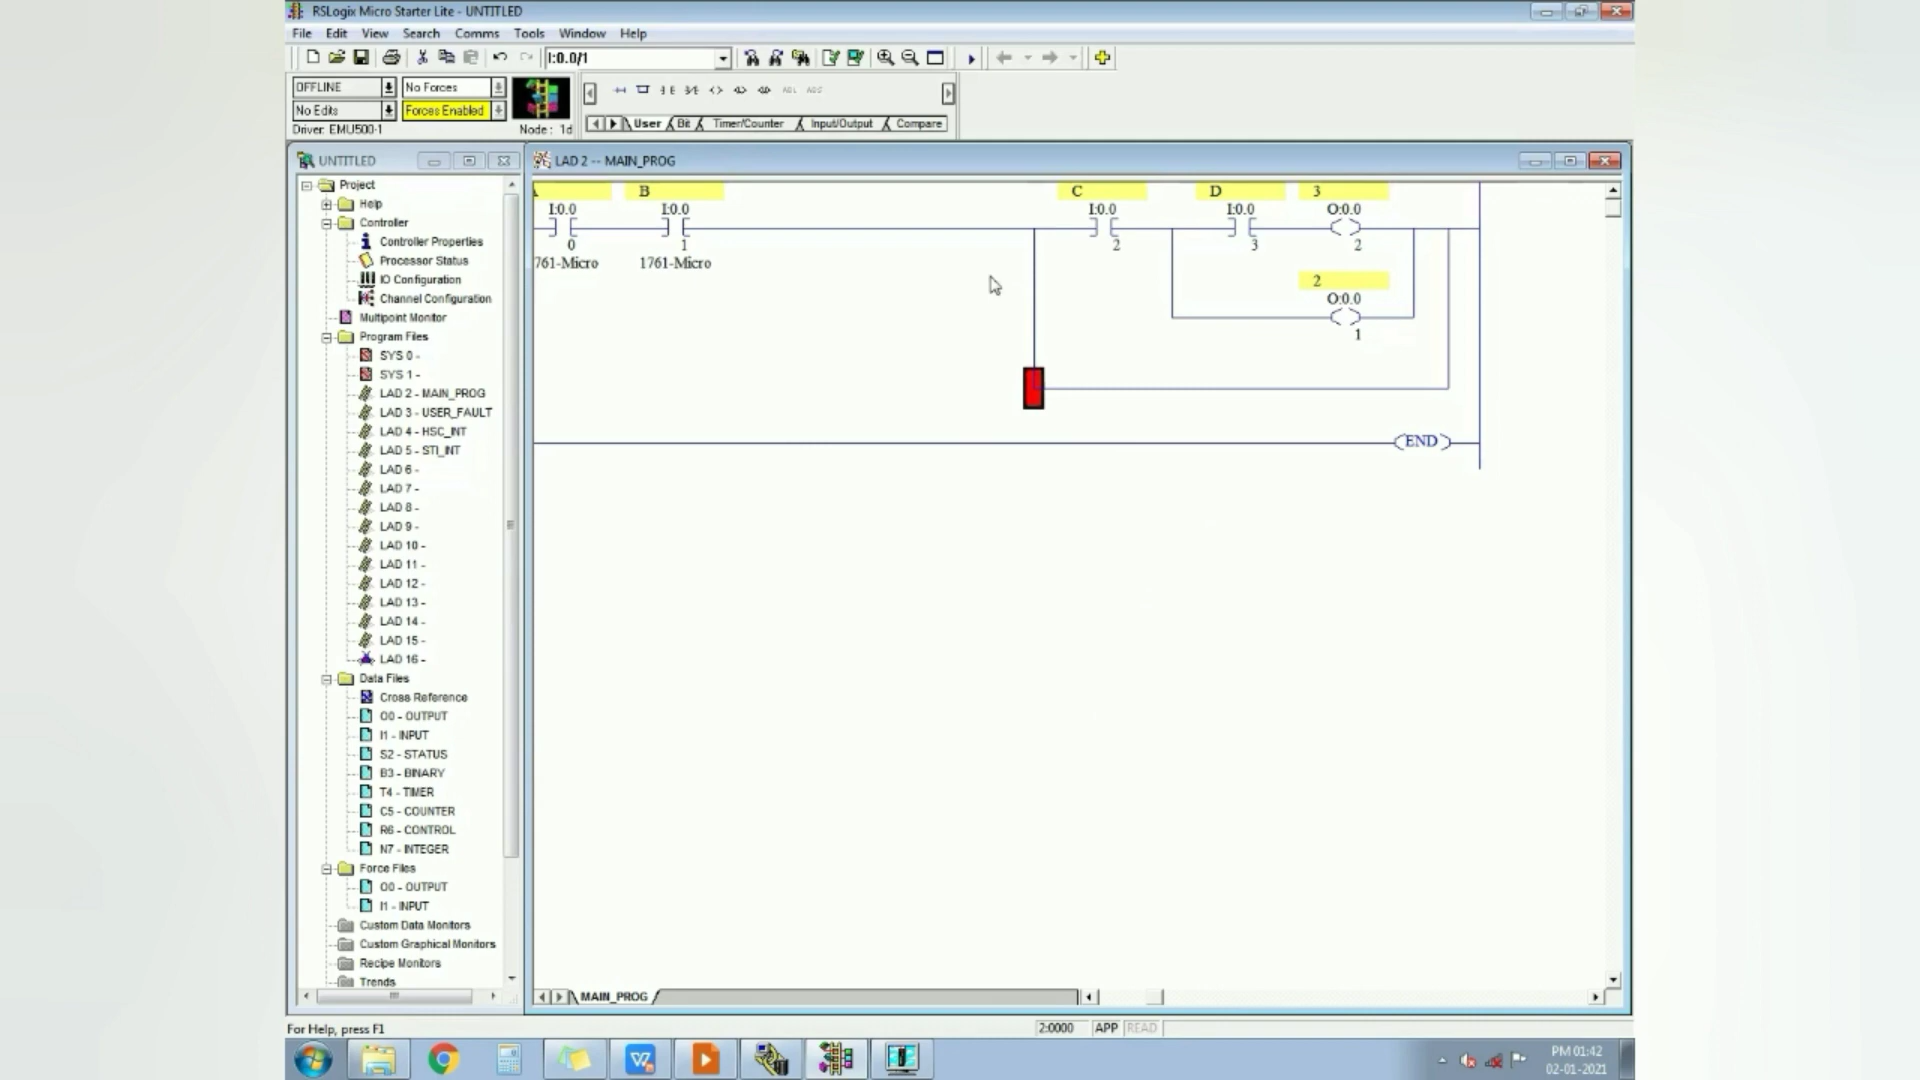 RSLogix Micro Starter Lite - UNTITLED
File Edit View Search Comms Tools Window Help
I:0.0/1
OFFLINE No Forces
No Edits Forces Enabled
Driver: EMU500-1 Node: 1d
User Bit Timer/Counter Input/Output Compare
UNTITLED
Project
Help
Controller
Controller Properties
Processor Status
IO Configuration
Channel Configuration
Multipoint Monitor
Program Files
SYS 0 -
SYS 1 -
LAD 2 - MAIN_PROG
LAD 3 - USER_FAULT
LAD 4 - HSC_INT
LAD 5 - STI_INT
LAD 6 -
LAD 7 -
LAD 8 -
LAD 9 -
LAD 10 -
LAD 11 -
LAD 12 -
LAD 13 -
LAD 14 -
LAD 15 -
LAD 16 -
Data Files
Cross Reference
O0 - OUTPUT
I1 - INPUT
S2 - STATUS
B3 - BINARY
T4 - TIMER
C5 - COUNTER
R6 - CONTROL
N7 - INTEGER
Force Files
O0 - OUTPUT
I1 - INPUT
Custom Data Monitors
Custom Graphical Monitors
Recipe Monitors
Trends
LAD 2 -- MAIN_PROG
B C D 3
I:0.0 I:0.0 I:0.0 I:0.0 O:0.0
0 1 2 3 2
761-Micro 1761-Micro
2
O:0.0
1
END
MAIN_PROG
For Help, press F1
2:0000 APP READ
PM 01:42
02-01-2021